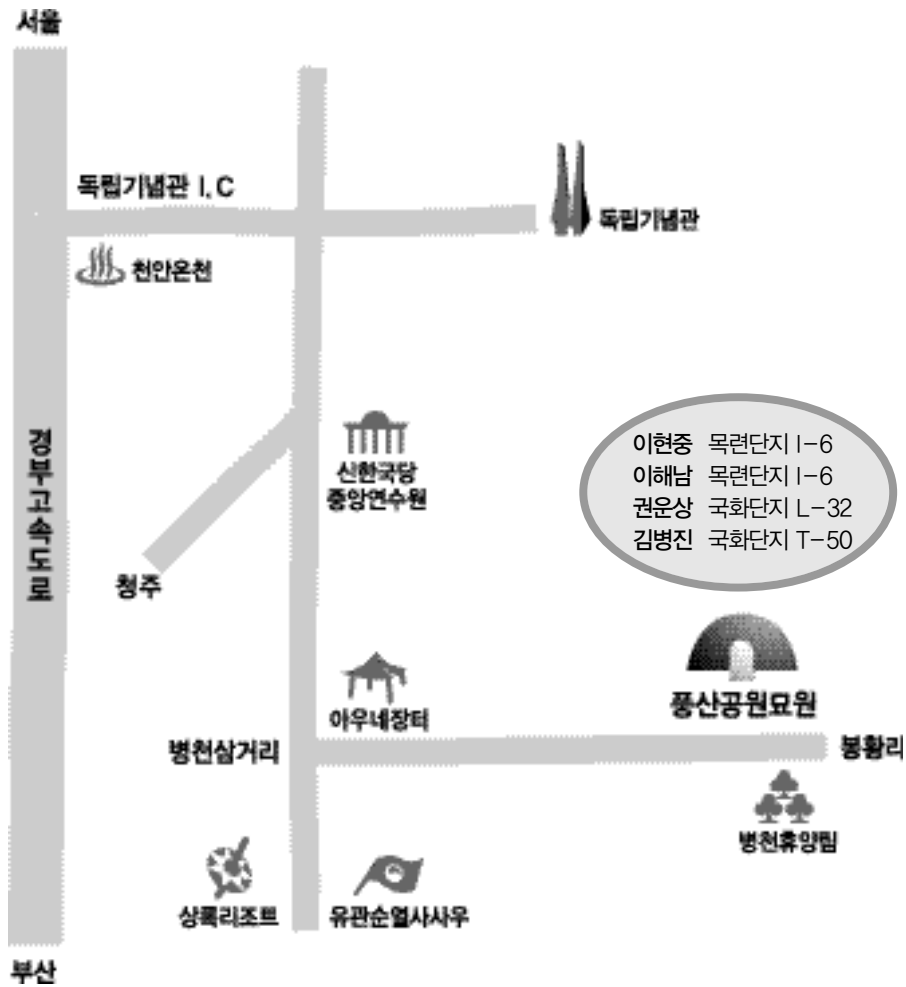 서울
독립기념관 I.C
독립기념관
천안온천
경부고속도로
신한국당
중앙연수원
이현중 목련단지 I-6
이해남 목련단지 I-6
권운상 국화단지 L-32
김병진 국화단지 T-50
청주
풍산공원묘원
아우네장터
병천삼거리
봉황리
병천휴양림
상록리조트
유관순열사사우
부산